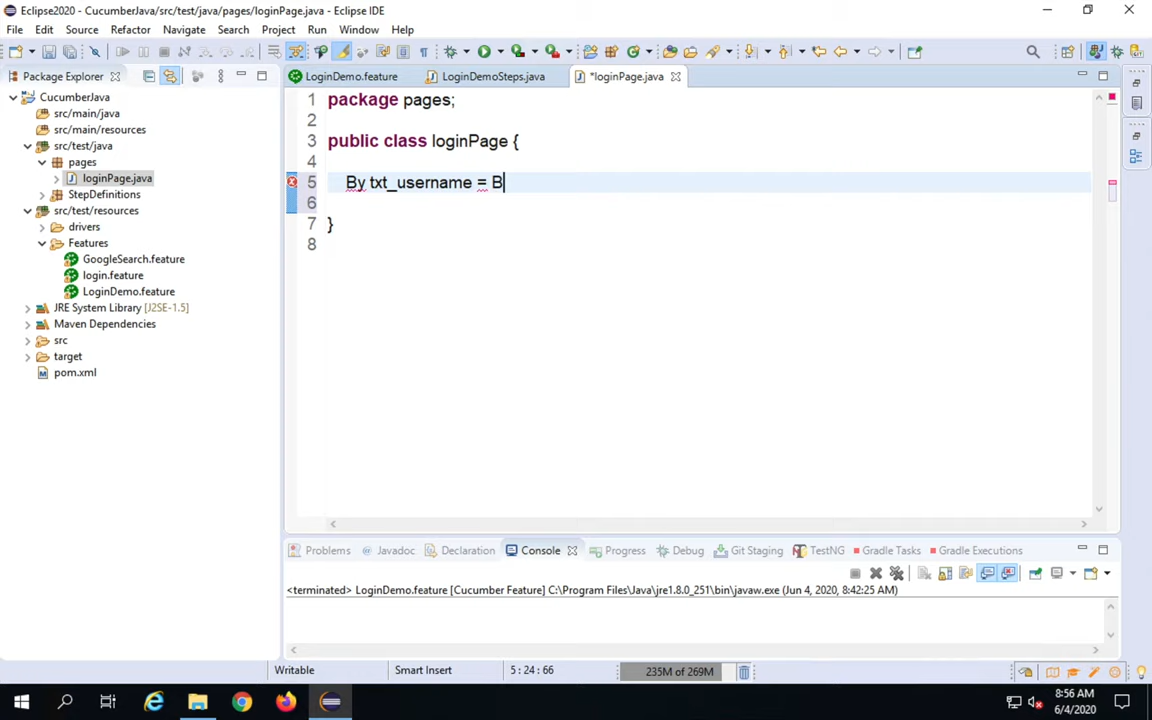 Eclipse2020 - CucumberJava/src/test/java/pages/loginPage.java - Eclipse IDE
File Edit Source Refactor Navigate Search Project Run Window Help
Package Explorer
LoginDemo.feature
LoginDemoSteps.java
*loginPage.java
CucumberJava
src/main/java
src/main/resources
src/test/java
pages
loginPage.java
StepDefinitions
src/test/resources
drivers
Features
GoogleSearch.feature
login.feature
LoginDemo.feature
JRE System Library [J2SE-1.5]
Maven Dependencies
src
target
pom.xml
1 package pages;
2
3 public class loginPage {
4
5 By txt_username = B
6
7 }
8
Problems Javadoc Declaration Console Progress Debug Git Staging TestNG Gradle Tasks Gradle Executions
<terminated> LoginDemo.feature [Cucumber Feature] C:\Program Files\Java\jre1.8.0_251\bin\javaw.exe (Jun 4, 2020, 8:42:25 AM)
Writable Smart Insert 5 : 24 : 66 235M of 269M
8:56 AM
6/4/2020